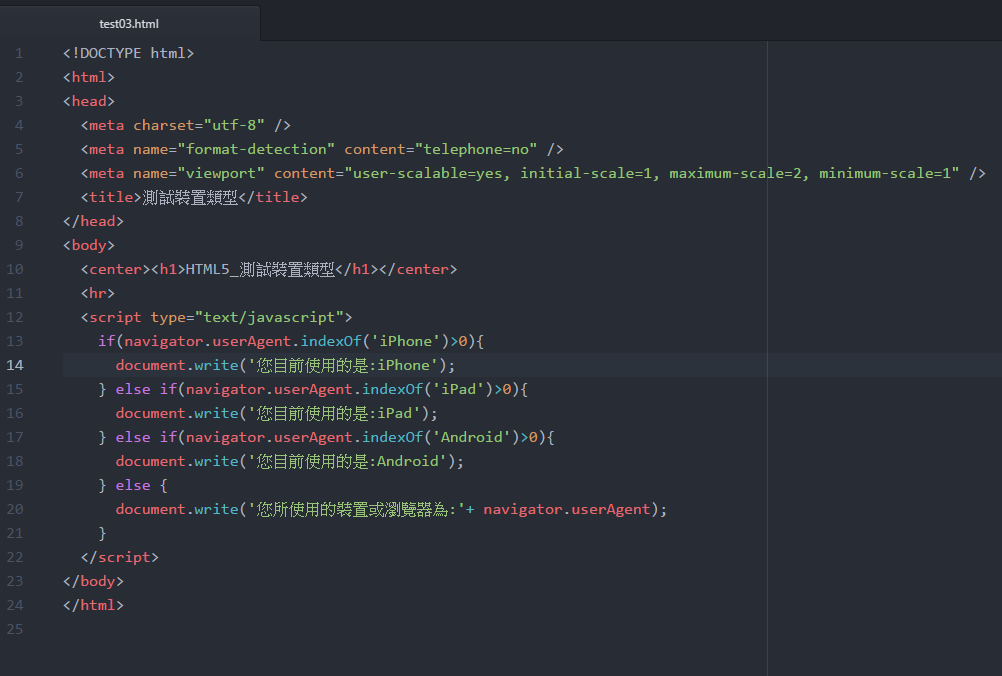 test03.html
1 <!DOCTYPE html>
2 <html>
3 <head>
4   <meta charset="utf-8" />
5   <meta name="format-detection" content="telephone=no" />
6   <meta name="viewport" content="user-scalable=yes, initial-scale=1, maximum-scale=2, minimum-scale=1" />
7   <title>測試裝置類型</title>
8 </head>
9 <body>
10   <center><h1>HTML5_測試裝置類型</h1></center>
11   <hr>
12   <script type="text/javascript">
13     if(navigator.userAgent.indexOf('iPhone')>0){
14       document.write('您目前使用的是:iPhone');
15     } else if(navigator.userAgent.indexOf('iPad')>0){
16       document.write('您目前使用的是:iPad');
17     } else if(navigator.userAgent.indexOf('Android')>0){
18       document.write('您目前使用的是:Android');
19     } else {
20       document.write('您所使用的裝置或瀏覽器為:'+ navigator.userAgent);
21     }
22   </script>
23 </body>
24 </html>
25